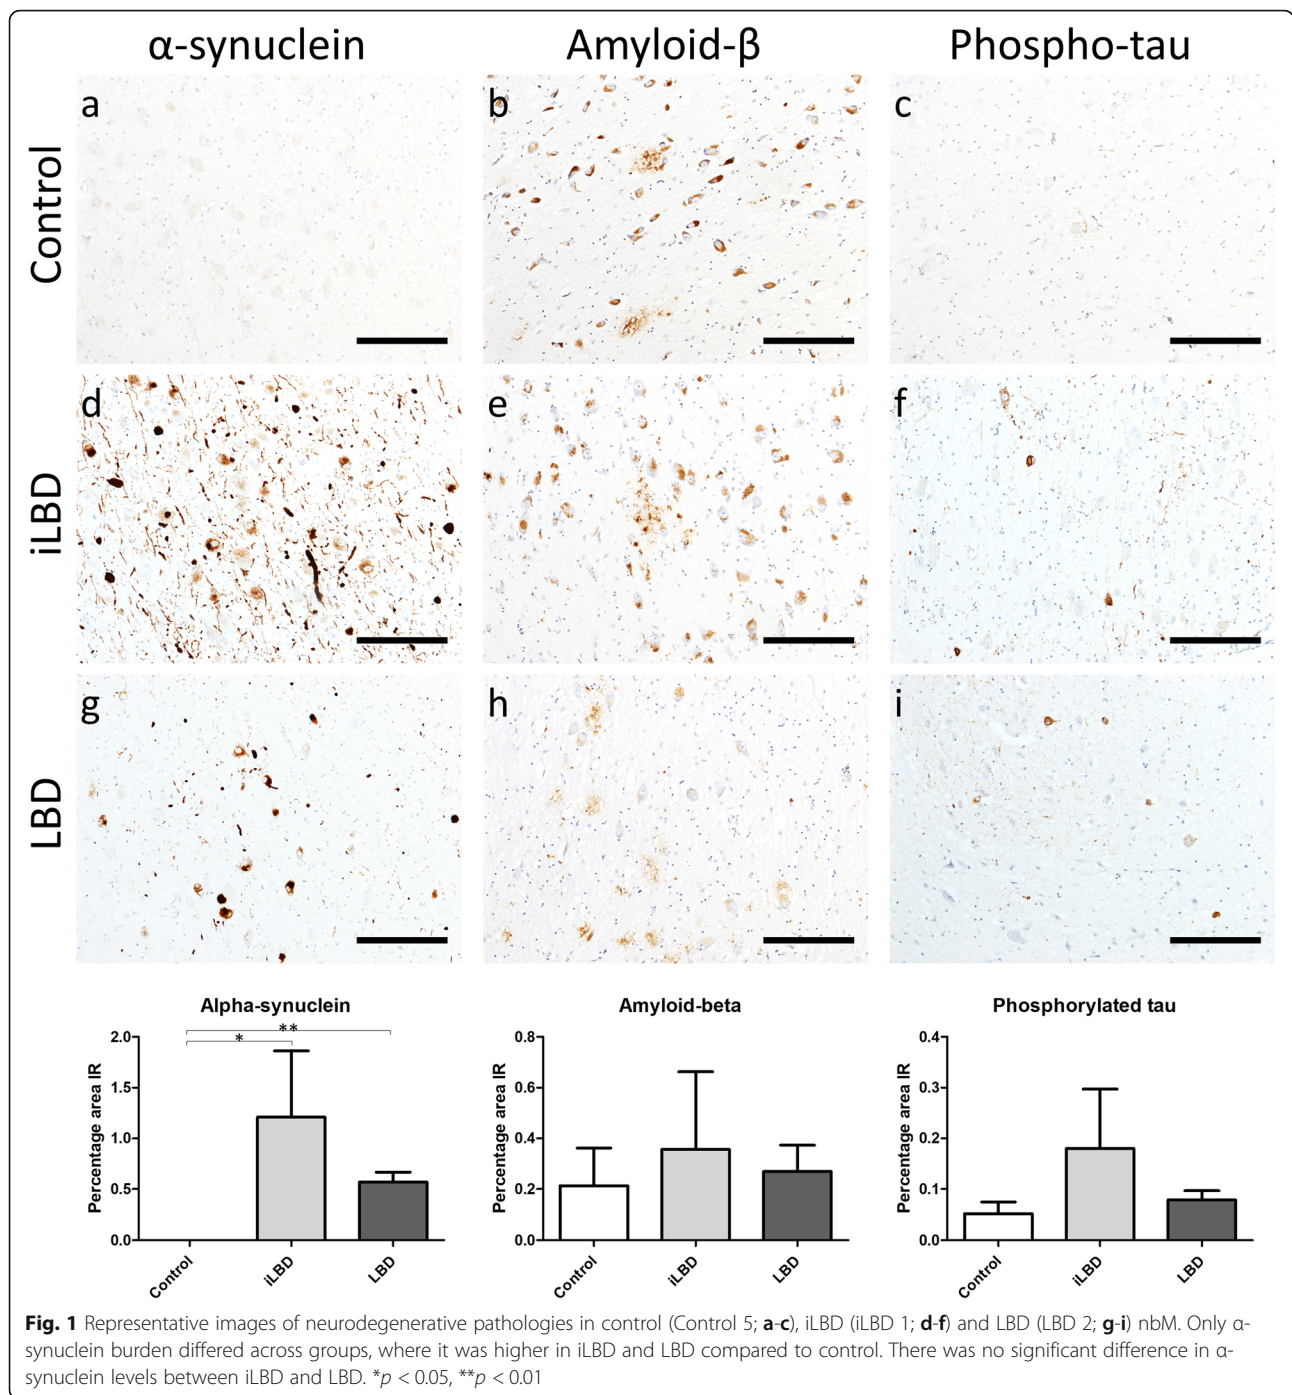 α-synuclein Amyloid-β Phospho-tau
Control
a b c
iLBD
d e f
LBD
g h i
Alpha-synuclein
**
*
2.0
1.5
1.0
0.5
0.0
Percentage area IR
Control iLBD LBD
Amyloid-beta
0.8
0.6
0.4
0.2
0.0
Percentage area IR
Control iLBD LBD
Phosphorylated tau
0.4
0.3
0.2
0.1
0.0
Percentage area IR
Control iLBD LBD
Fig. 1 Representative images of neurodegenerative pathologies in control (Control 5; a-c), iLBD (iLBD 1; d-f) and LBD (LBD 2; g-i) nbM. Only α-
synuclein burden differed across groups, where it was higher in iLBD and LBD compared to control. There was no significant difference in α-
synuclein levels between iLBD and LBD. *p < 0.05, **p < 0.01